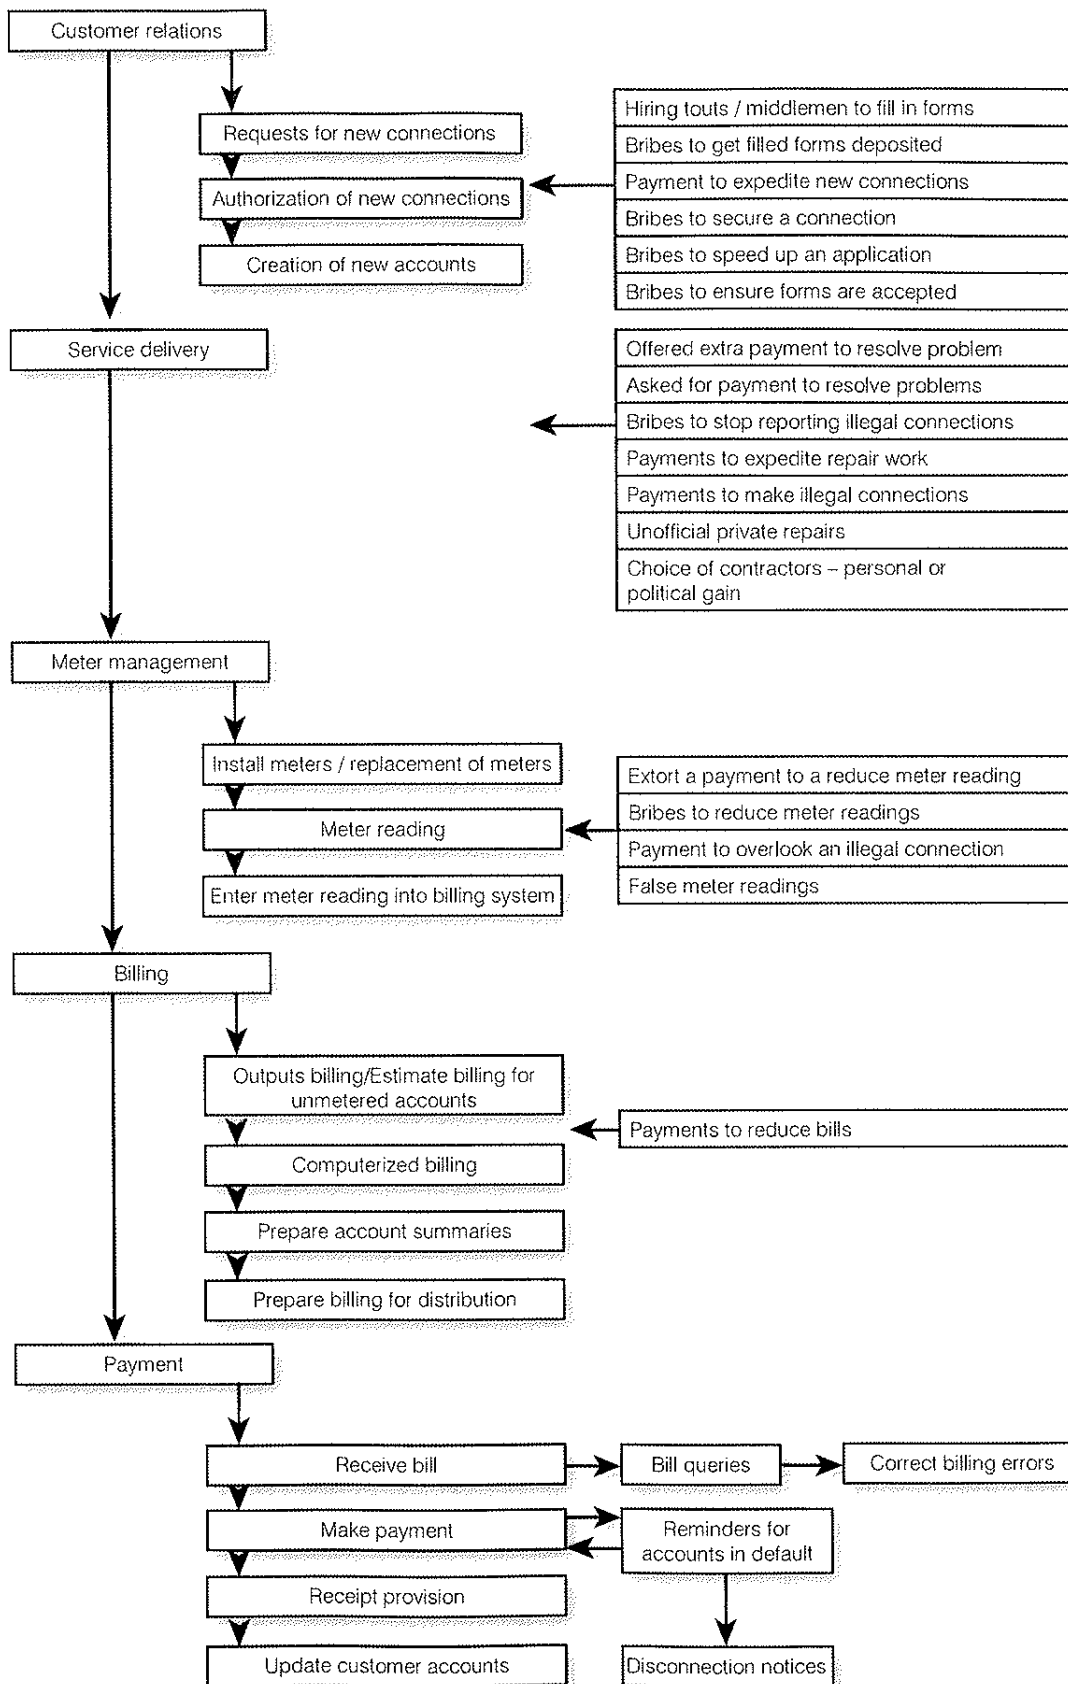 Customer relations
Requests for new connections
Authorization of new connections
Creation of new accounts
Hiring touts / middlemen to fill in forms
Bribes to get filled forms deposited
Payment to expedite new connections
Bribes to secure a connection
Bribes to speed up an application
Bribes to ensure forms are accepted
Service delivery
Offered extra payment to resolve problem
Asked for payment to resolve problems
Bribes to stop reporting illegal connections
Payments to expedite repair work
Payments to make illegal connections
Unofficial private repairs
Choice of contractors – personal or
political gain
Meter management
Install meters / replacement of meters
Meter reading
Enter meter reading into billing system
Extort a payment to a reduce meter reading
Bribes to reduce meter readings
Payment to overlook an illegal connection
False meter readings
Billing
Outputs billing/Estimate billing for
unmetered accounts
Computerized billing
Prepare account summaries
Prepare billing for distribution
Payments to reduce bills
Payment
Receive bill
Bill queries
Correct billing errors
Make payment
Reminders for
accounts in default
Receipt provision
Update customer accounts
Disconnection notices